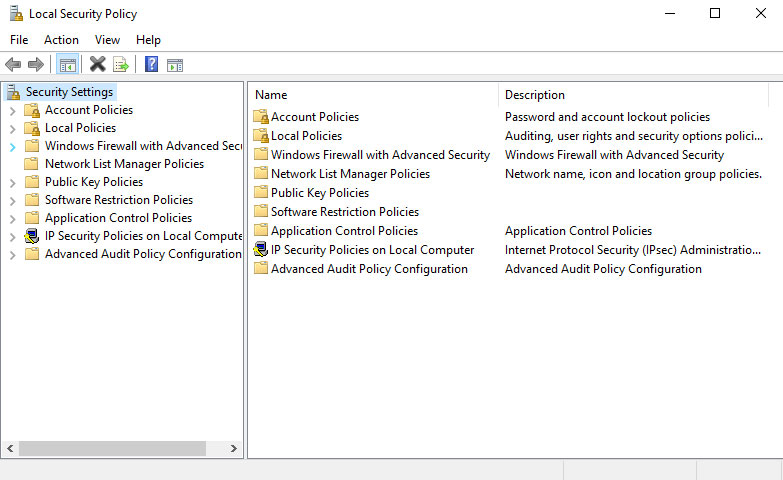 Local Security Policy
File Action View Help
Security Settings
Account Policies
Local Policies
Windows Firewall with Advanced Secu
Network List Manager Policies
Public Key Policies
Software Restriction Policies
Application Control Policies
IP Security Policies on Local Compute
Advanced Audit Policy Configuration
Name Description
Account Policies Password and account lockout policies
Local Policies Auditing, user rights and security options polici...
Windows Firewall with Advanced Security Windows Firewall with Advanced Security
Network List Manager Policies Network name, icon and location group policies.
Public Key Policies
Software Restriction Policies
Application Control Policies Application Control Policies
IP Security Policies on Local Computer Internet Protocol Security (IPsec) Administratio...
Advanced Audit Policy Configuration Advanced Audit Policy Configuration